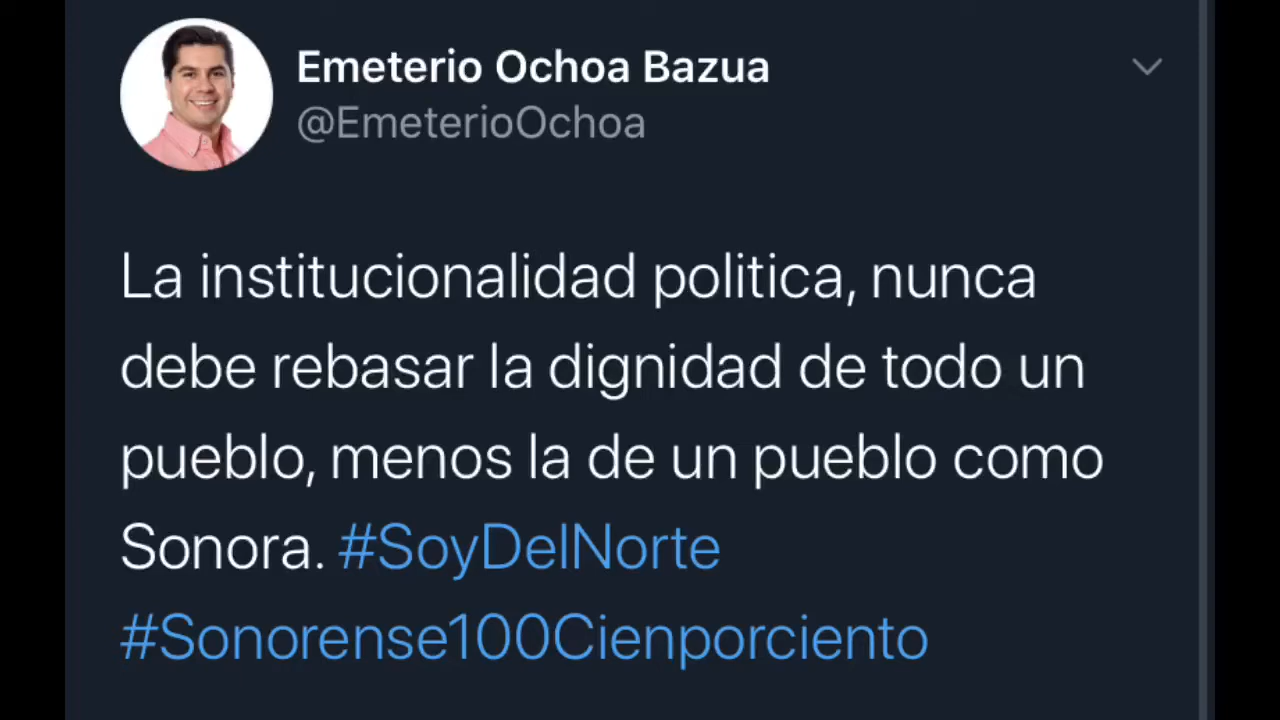 Emeterio Ochoa Bazua
@EmeterioOchoa
La institucionalidad politica, nunca
debe rebasar la dignidad de todo un
pueblo, menos la de un pueblo como
Sonora. #SoyDelNorte
#Sonorense100Cienporciento